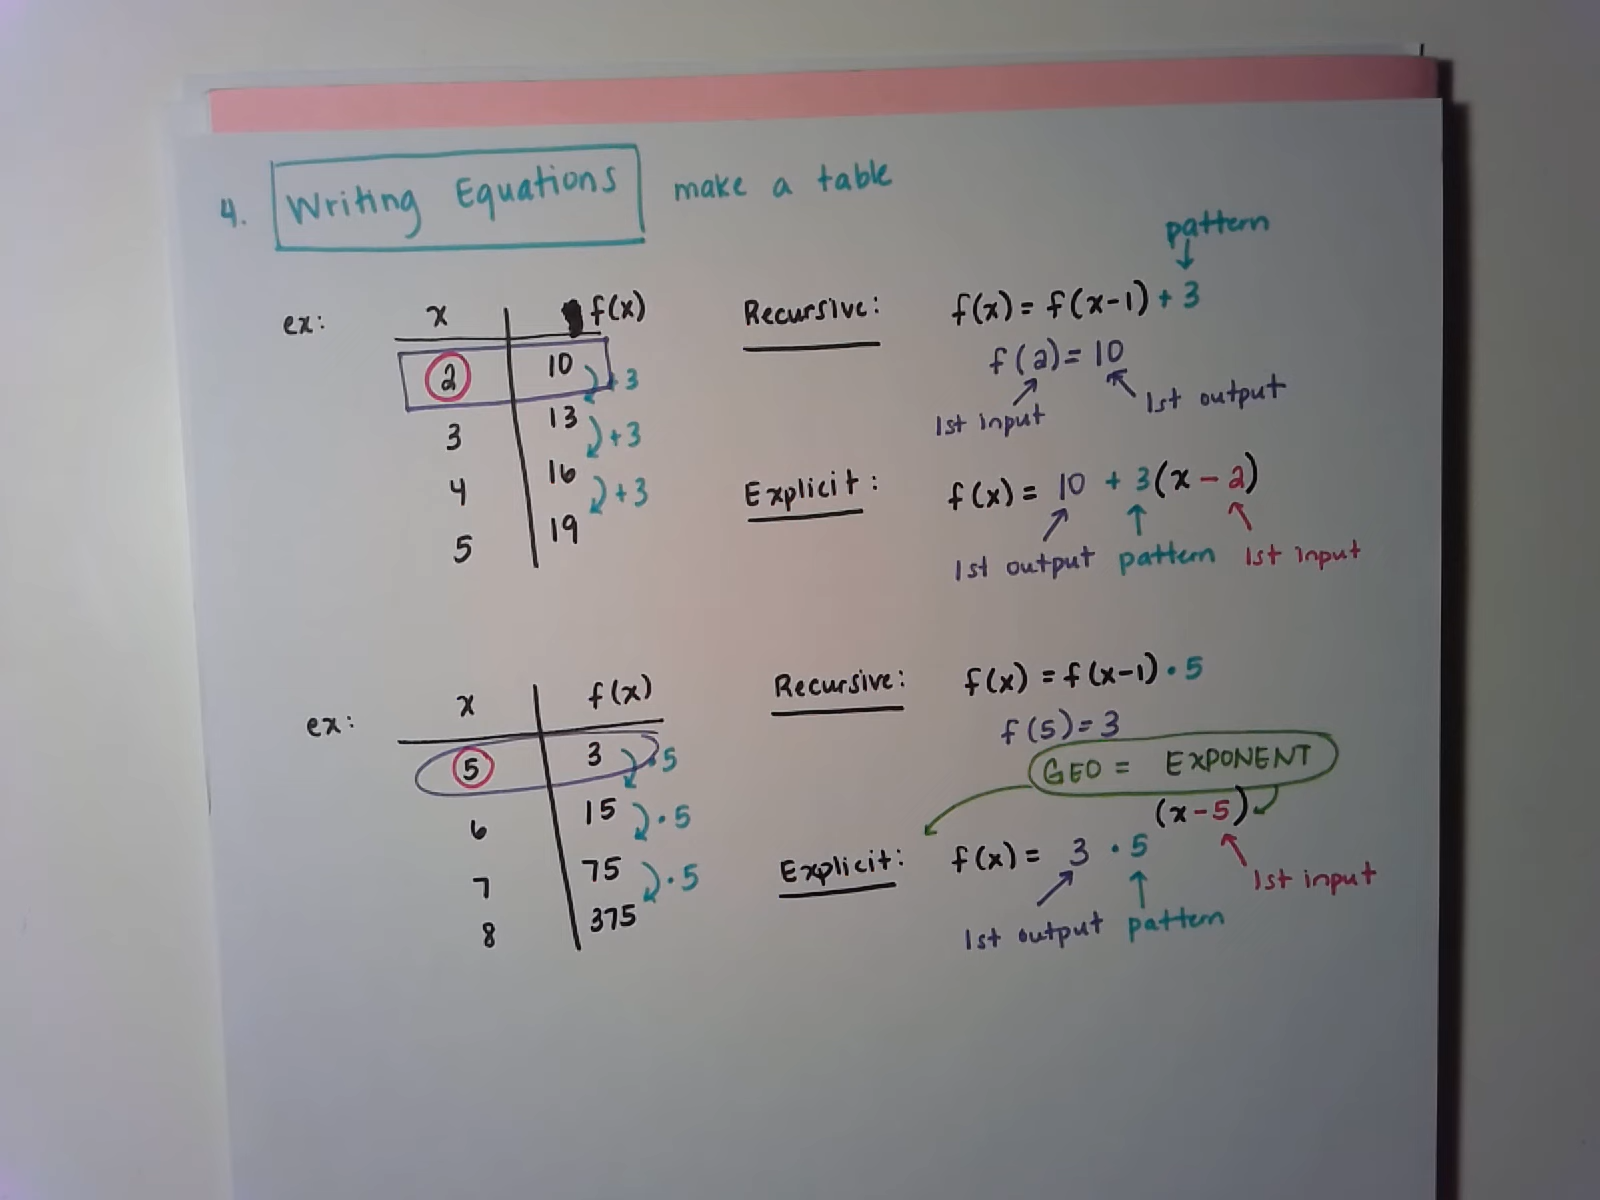 4. Writing Equations make a table
pattern
ex: x f(x) Recursive: f(x) = f(x-1) + 3
2 10 +3 f(2) = 10
1st input 1st output
3 13 +3
4 16 +3 Explicit: f(x) = 10 + 3(x - 2)
5 19
1st output pattern 1st input
ex: x f(x) Recursive: f(x) = f(x-1) · 5
f(5) = 3
5 3 ·5 GEO = EXPONENT
6 15 ·5 (x-5)
7 75 ·5 Explicit: f(x) = 3 · 5
1st input
8 375 1st output pattern